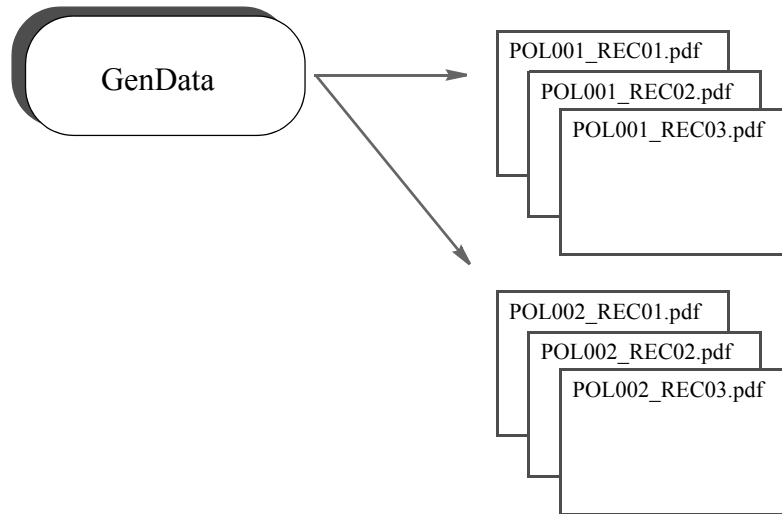 GenData
POL001_REC01.pdf
POL001_REC02.pdf
POL001_REC03.pdf
POL002_REC01.pdf
POL002_REC02.pdf
POL002_REC03.pdf